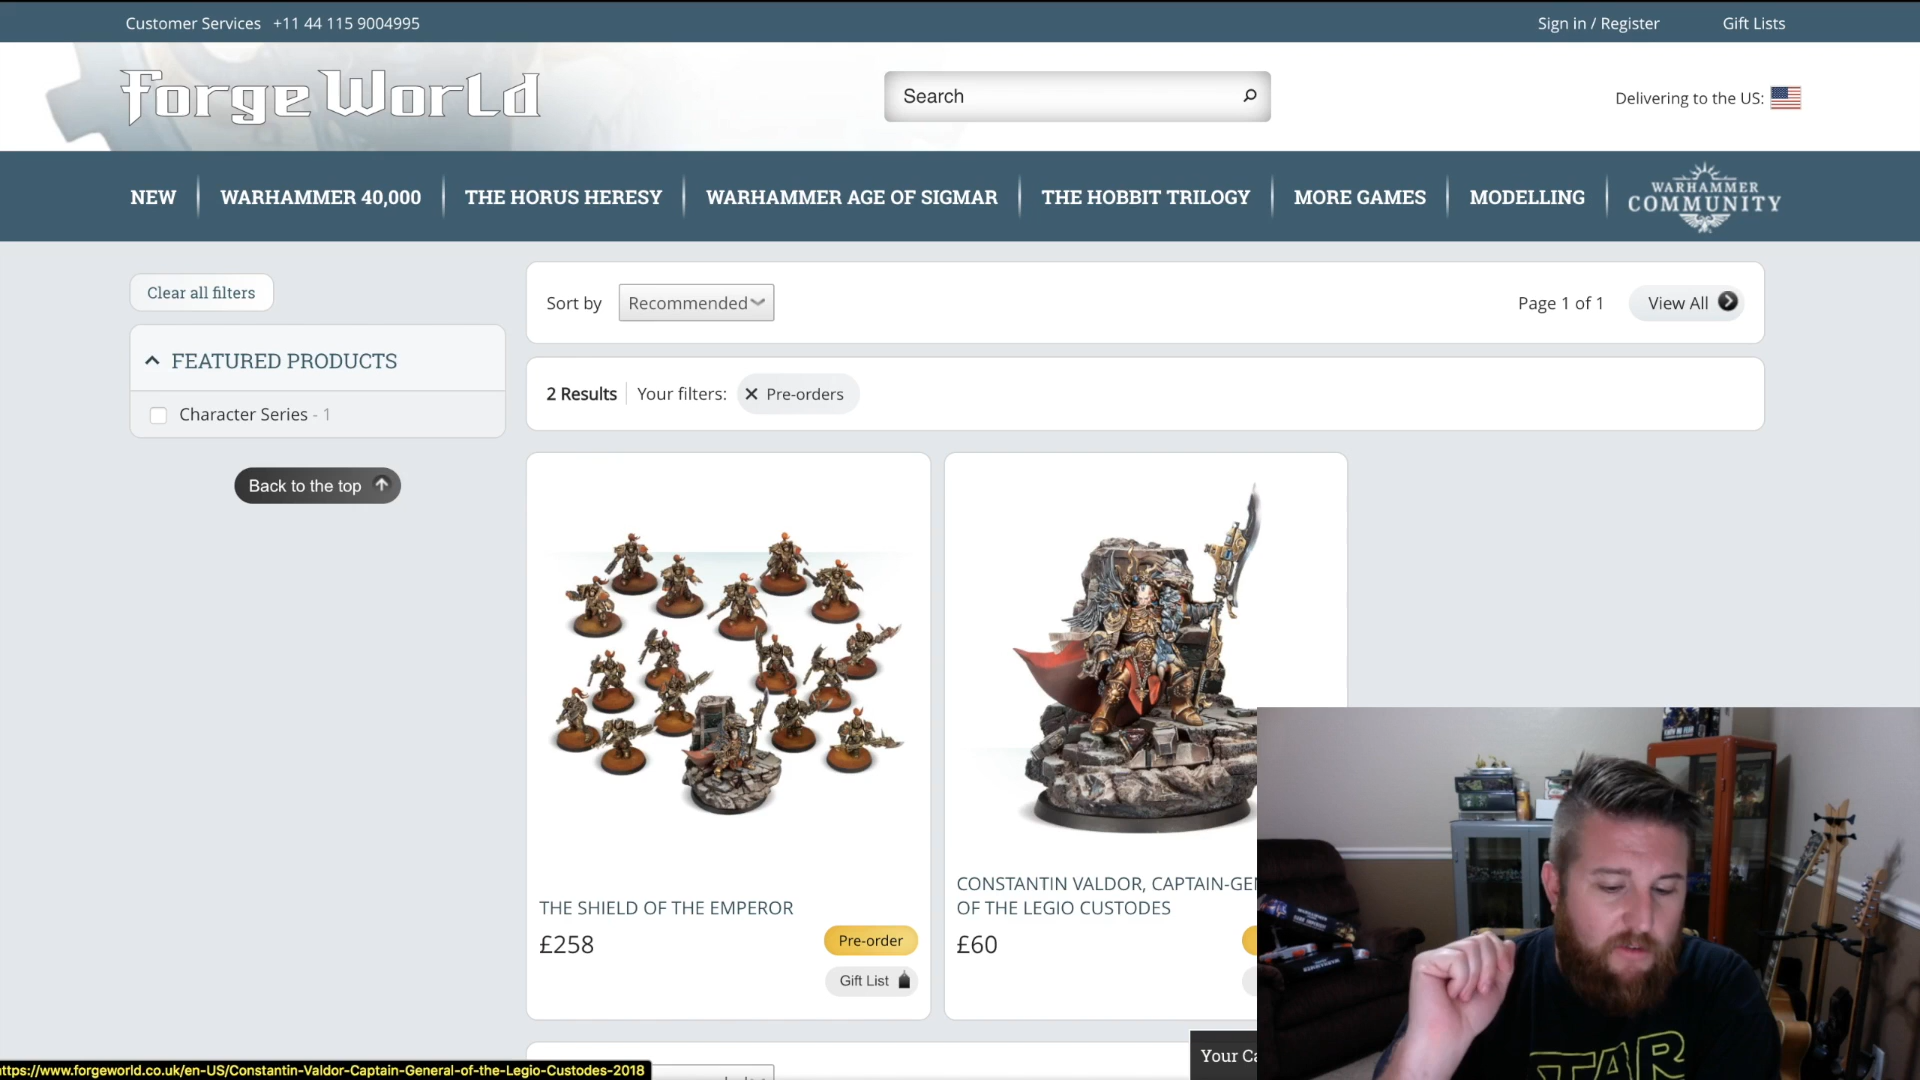 Customer Services +11 44 115 9004995
Sign in / Register
Gift Lists
Forge World
Search
Delivering to the US:
NEW
WARHAMMER 40,000
THE HORUS HERESY
WARHAMMER AGE OF SIGMAR
THE HOBBIT TRILOGY
MORE GAMES
MODELLING
WARHAMMER
COMMUNITY
Clear all filters
Sort by Recommended
Page 1 of 1
View All
FEATURED PRODUCTS
Character Series - 1
2 Results
Your filters:
Pre-orders
Back to the top
THE SHIELD OF THE EMPEROR
£258
Pre-order
Gift List
CONSTANTIN VALDOR, CAPTAIN-GE
OF THE LEGIO CUSTODES
£60
Your Ca
https://www.forgeworld.co.uk/en-US/Constantin-Valdor-Captain-General-of-the-Legio-Custodes-2018